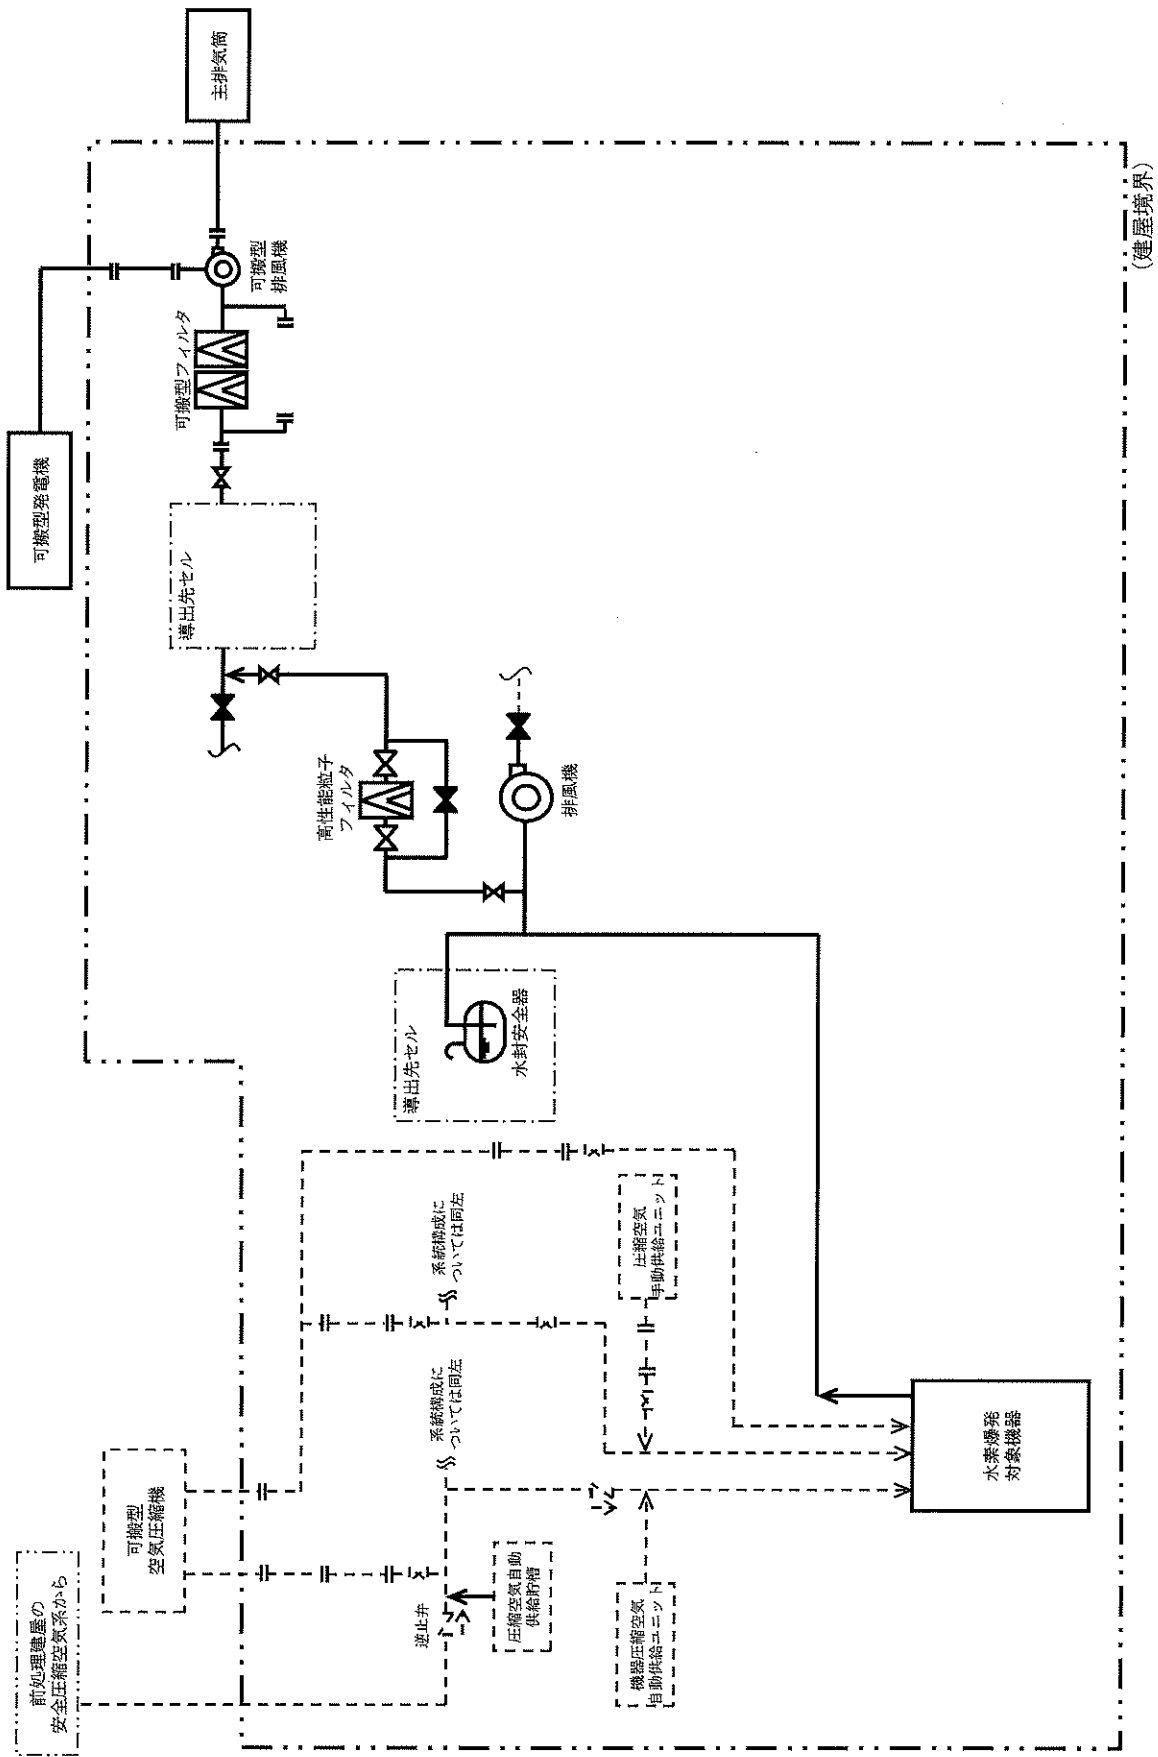 主排気筒
(建屋境界)
可搬型
排風機
可搬型フィルタ
可搬型発電機
導出先セル
高性能粒子
フィルタ
排風機
導出先セル
水封安全器
系統構成に
ついては同左
圧縮空気
手動供給ユニット
系統構成に
ついては同左
水素爆発
対象機器
可搬型
空気圧縮機
逆止弁
圧縮空気自動
供給貯槽
機器圧縮空気
自動供給ユニット
前処理建屋の
安全圧縮空気系から